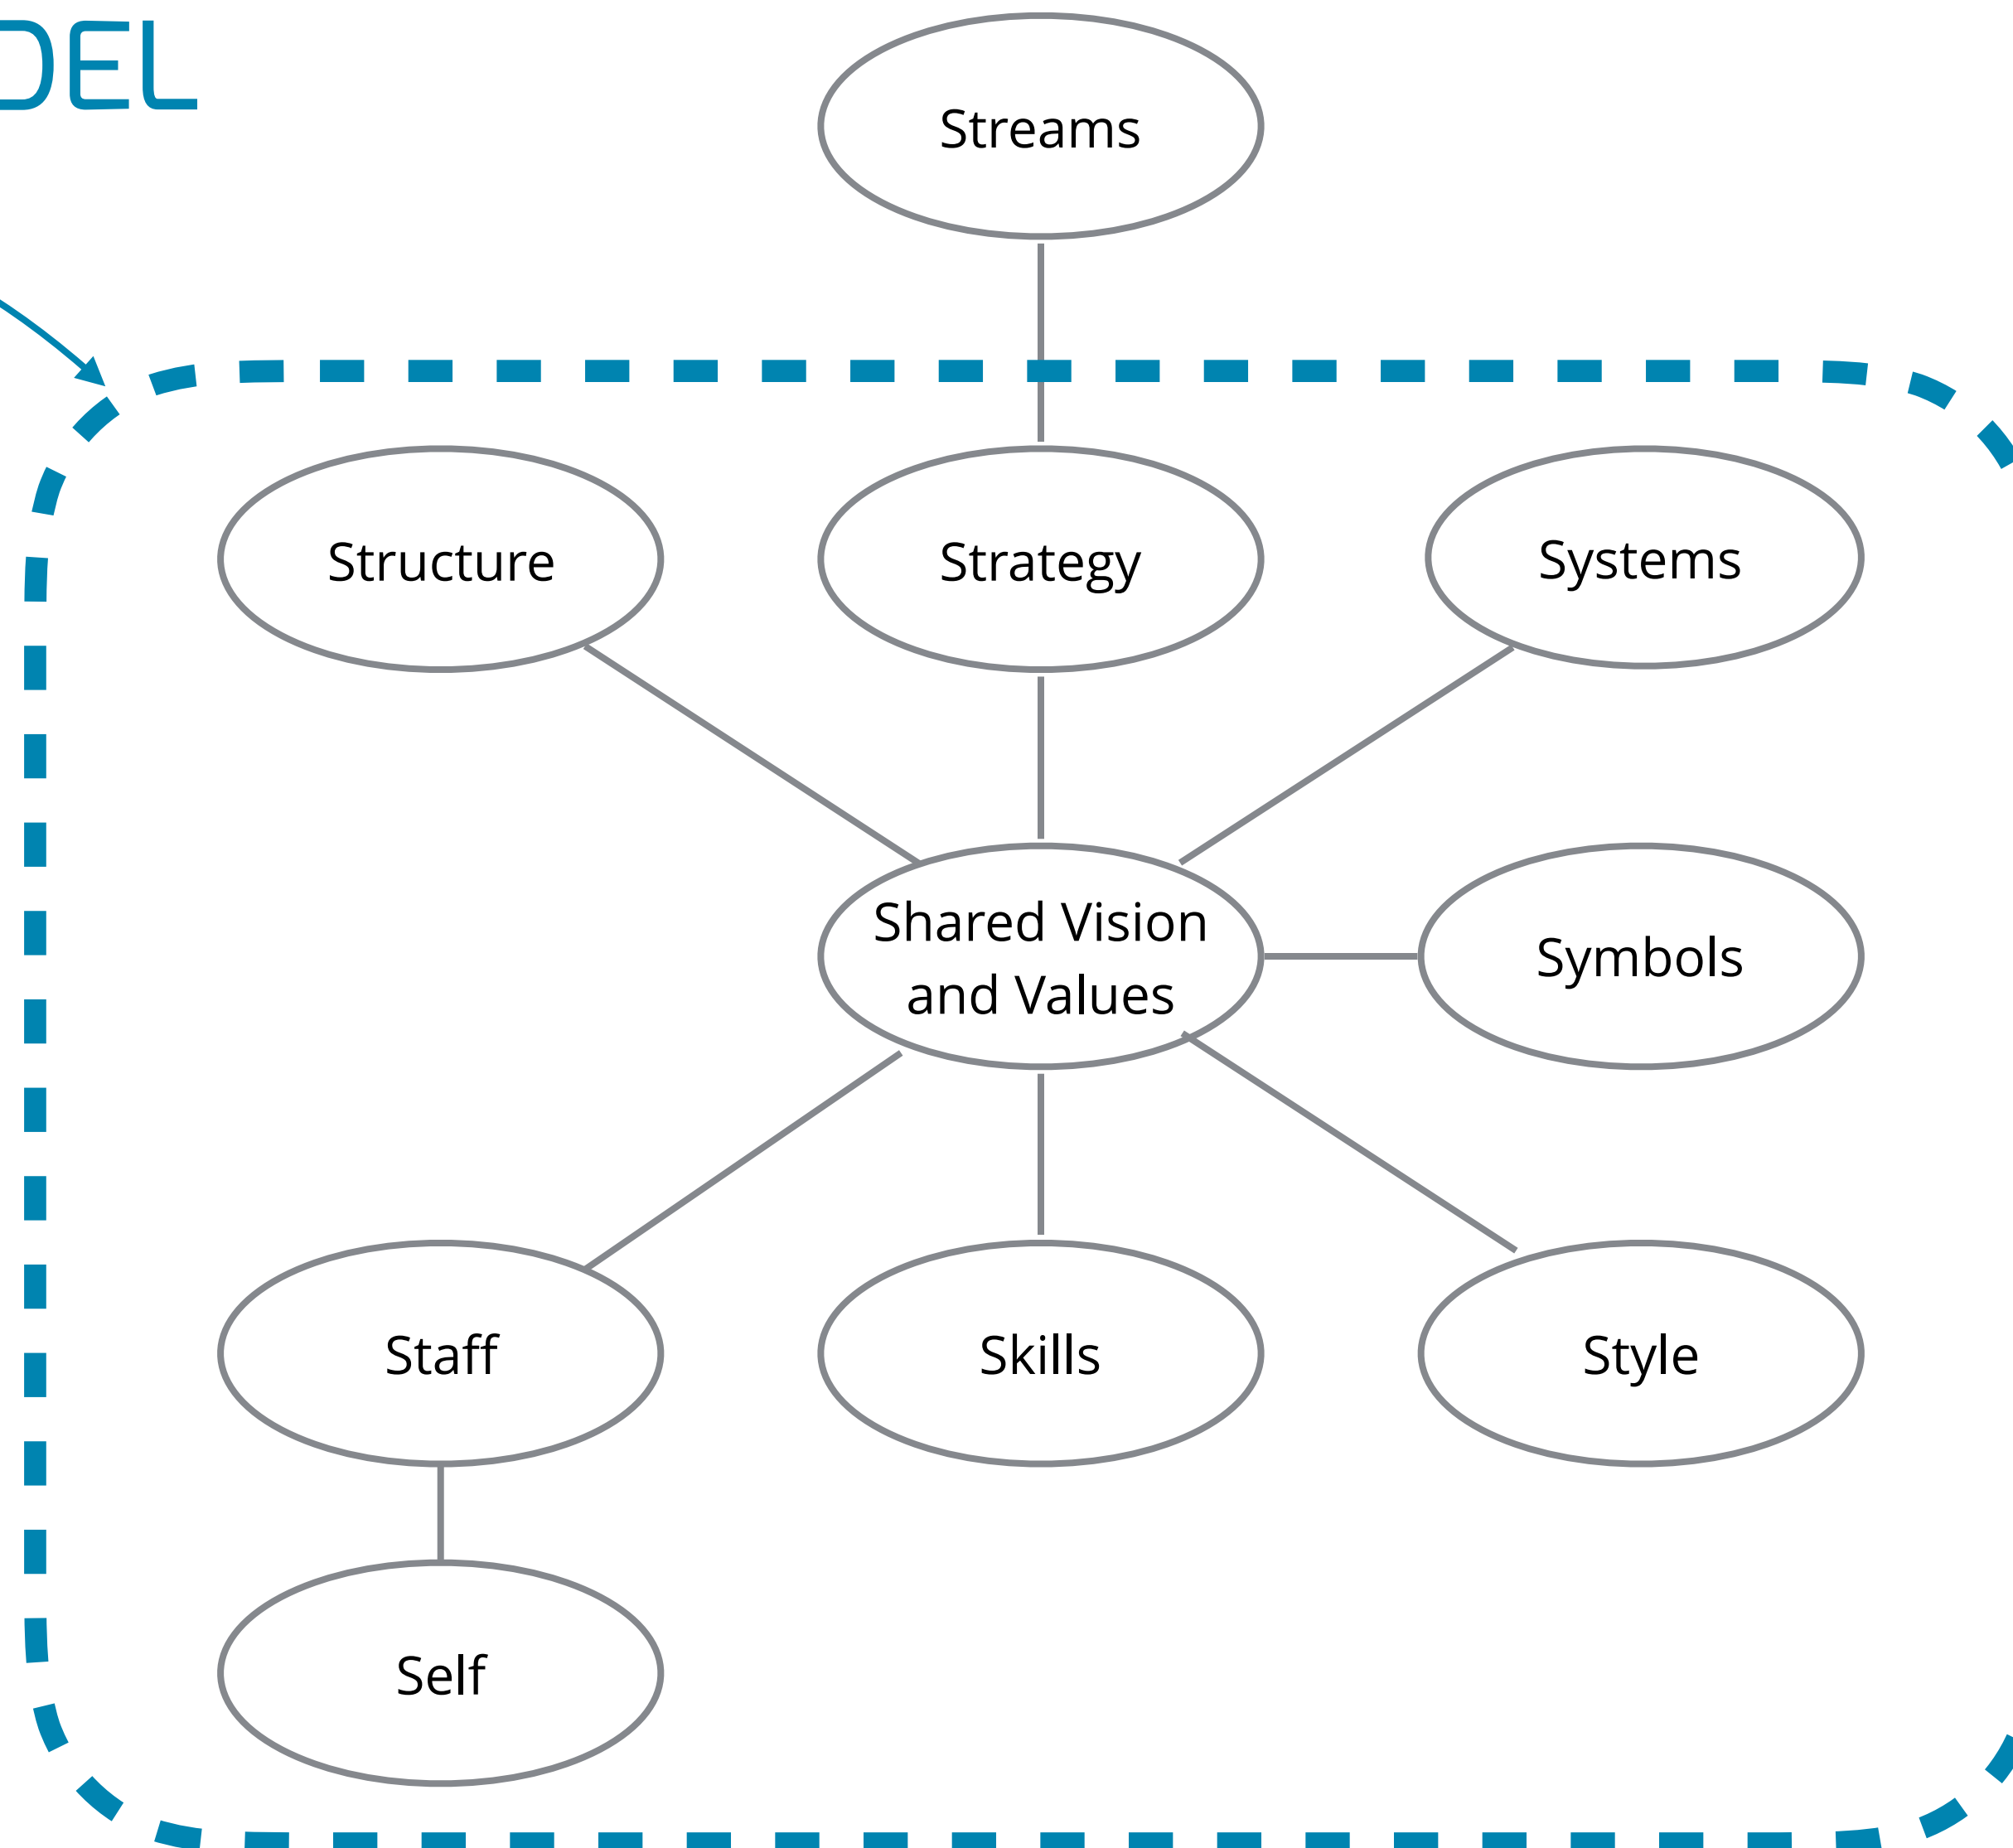 DEL
Streams
Structure
Strategy
Systems
Shared Vision
and Values
Symbols
Staff
Skills
Style
Self